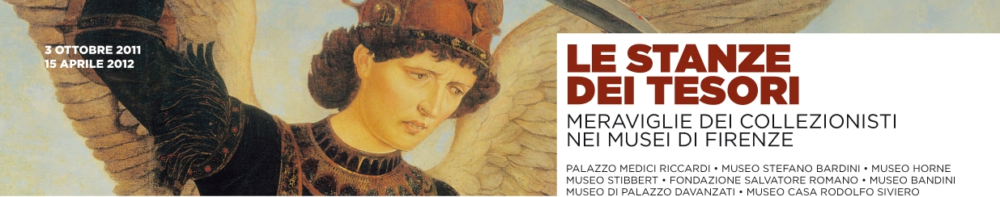 3 OTTOBRE 2011
15 APRILE 2012
LE STANZE
DEI TESORI
MERAVIGLIE DEI COLLEZIONISTI
NEI MUSEI DI FIRENZE
PALAZZO MEDICI RICCARDI • MUSEO STEFANO BARDINI • MUSEO HORNE
MUSEO STIBBERT • FONDAZIONE SALVATORE ROMANO • MUSEO BANDINI
MUSEO DI PALAZZO DAVANZATI • MUSEO CASA RODOLFO SIVIERO